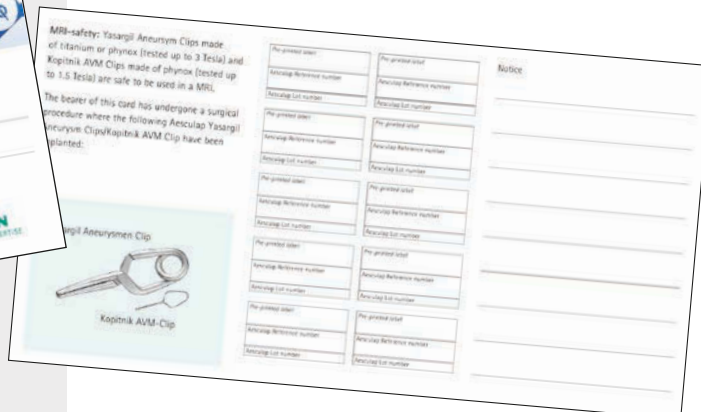 MRI-safety: Yasargil Aneursym Clips made
of titanium or phynox (tested up to 3 Tesla) and
Kopitnik AVM Clips made of phynox (tested up
to 1.5 Tesla) are safe to be used in a MRI.
The bearer of this card has undergone a surgical
procedure where the following Aesculap Yasargil
Aneurysm Clips/Kopitnik AVM Clip have been
planted:
argil Aneurysmen Clip
Kopitnik AVM-Clip
Pre-printed label
Aesculap Reference number
Aesculap Lot number
Pre-printed label
Aesculap Reference number
Aesculap Lot number
Pre-printed label
Aesculap Reference number
Aesculap Lot number
Pre-printed label
Aesculap Reference number
Aesculap Lot number
Pre-printed label
Aesculap Reference number
Aesculap Lot number
Pre-printed label
Aesculap Reference number
Aesculap Lot number
Pre-printed label
Aesculap Reference number
Aesculap Lot number
Pre-printed label
Aesculap Reference number
Aesculap Lot number
Pre-printed label
Aesculap Reference number
Aesculap Lot number
Pre-printed label
Aesculap Reference number
Aesculap Lot number
Notice
N
ERTISE